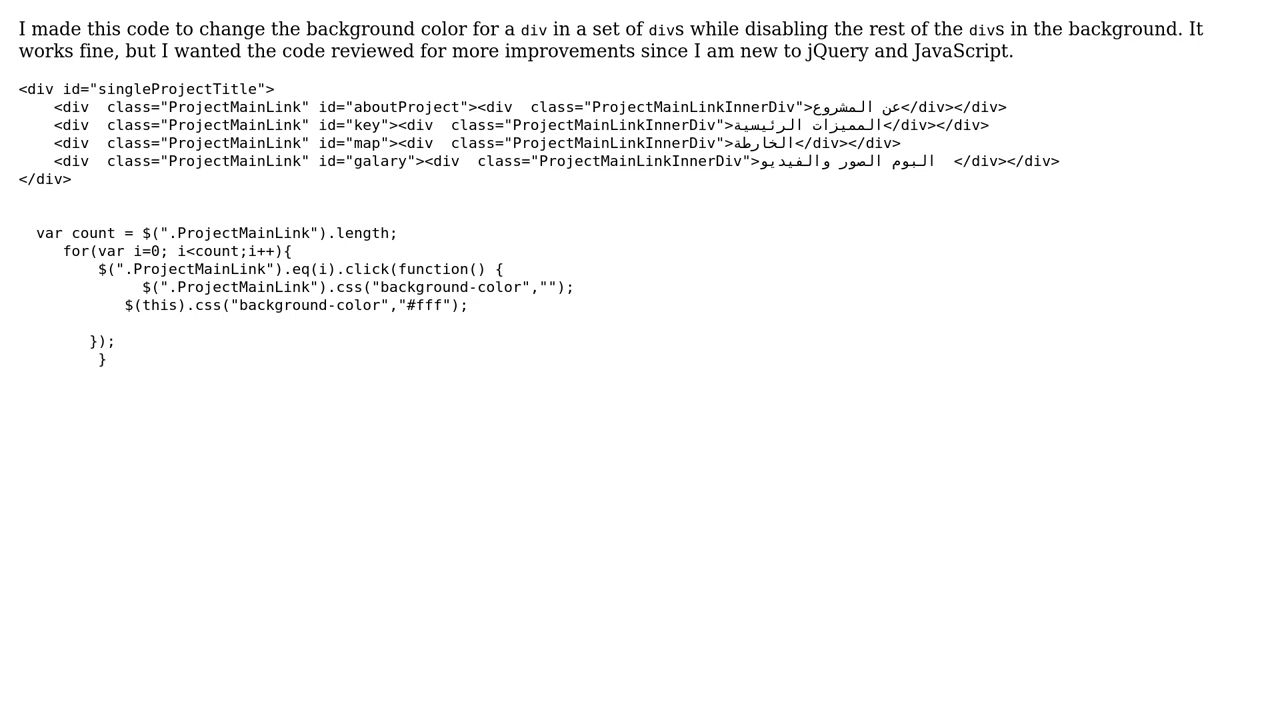 I made this code to change the background color for a div in a set of divs while disabling the rest of the divs in the background. It
works fine, but I wanted the code reviewed for more improvements since I am new to jQuery and JavaScript.
<div id="singleProjectTitle">
    <div  class="ProjectMainLink" id="aboutProject"><div  class="ProjectMainLinkInnerDiv">عن المشروع</div></div>
    <div  class="ProjectMainLink" id="key"><div  class="ProjectMainLinkInnerDiv">المميزات الرئيسية</div></div>
    <div  class="ProjectMainLink" id="map"><div  class="ProjectMainLinkInnerDiv">الخارطة</div></div>
    <div  class="ProjectMainLink" id="galary"><div  class="ProjectMainLinkInnerDiv">البوم الصور والفيديو  </div></div>
</div>
  var count = $(".ProjectMainLink").length;
     for(var i=0; i<count;i++){
         $(".ProjectMainLink").eq(i).click(function() {
              $(".ProjectMainLink").css("background-color","");
            $(this).css("background-color","#fff");
        });
         }